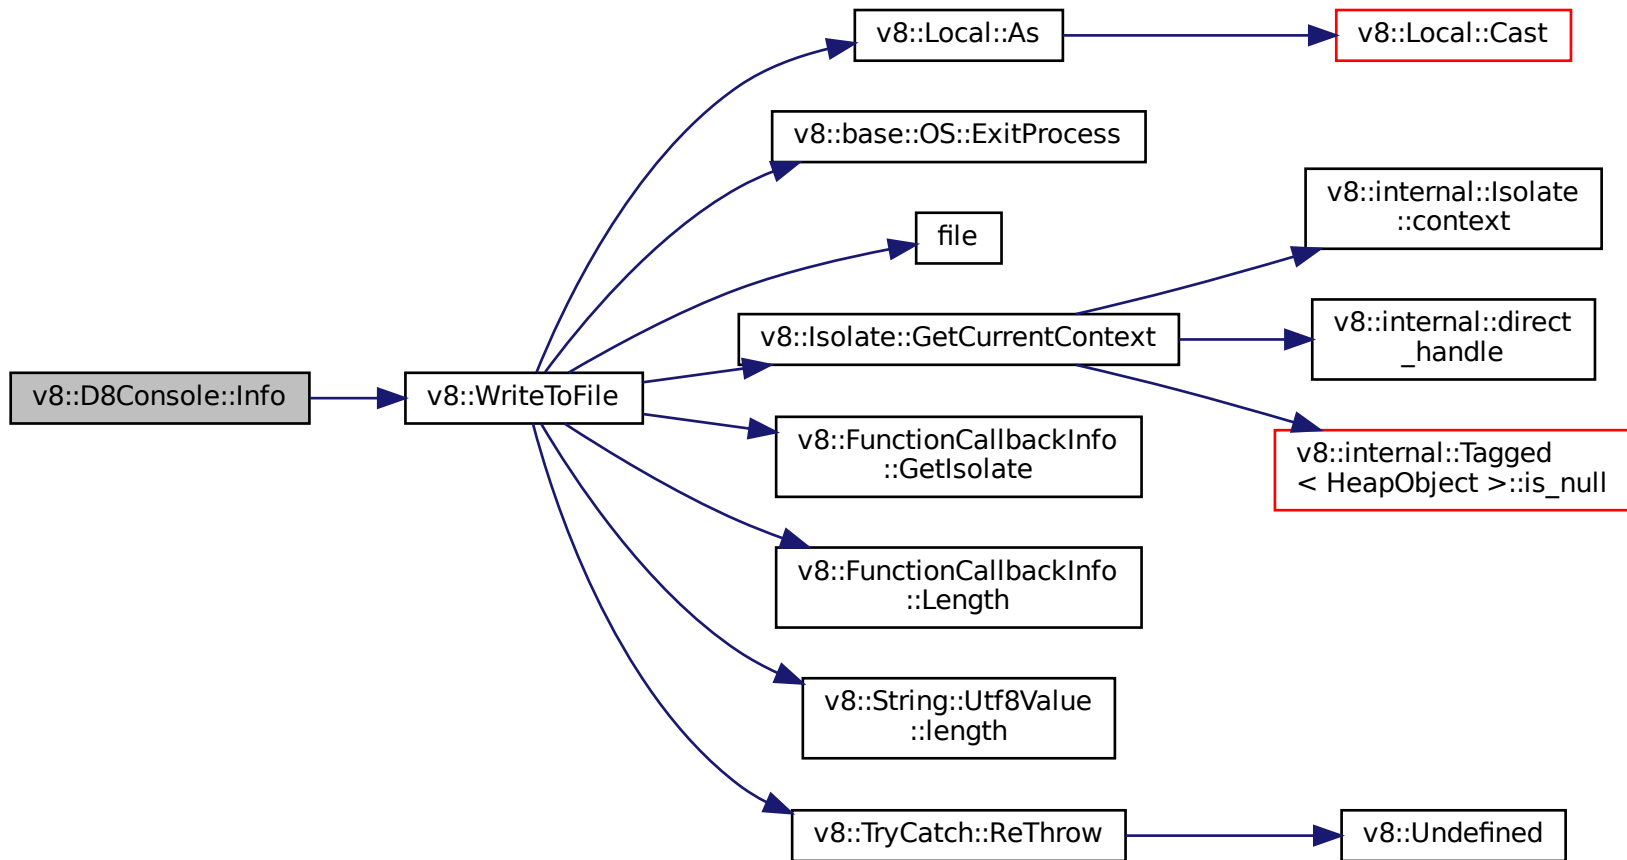 v8::D8Console::Info
v8::WriteToFile
v8::Local::As
v8::Local::Cast
v8::base::OS::ExitProcess
file
v8::Isolate::GetCurrentContext
v8::internal::Isolate
::context
v8::internal::direct
_handle
v8::internal::Tagged
< HeapObject >::is_null
v8::FunctionCallbackInfo
::GetIsolate
v8::FunctionCallbackInfo
::Length
v8::String::Utf8Value
::length
v8::TryCatch::ReThrow
v8::Undefined